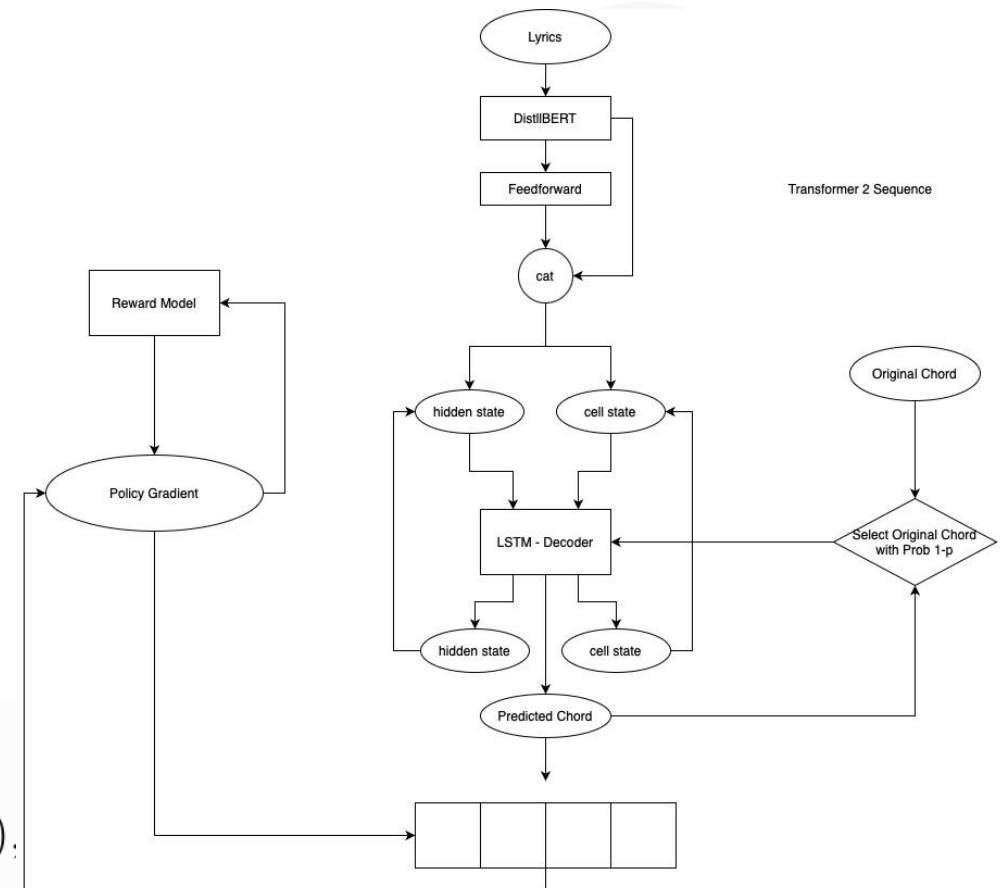 Lyrics
DistllBERT
Feedforward
Transformer 2 Sequence
cat
Reward Model
Original Chord
hidden state
cell state
Policy Gradient
Select Original Chord
with Prob 1-p
LSTM - Decoder
hidden state
cell state
Predicted Chord
) ;